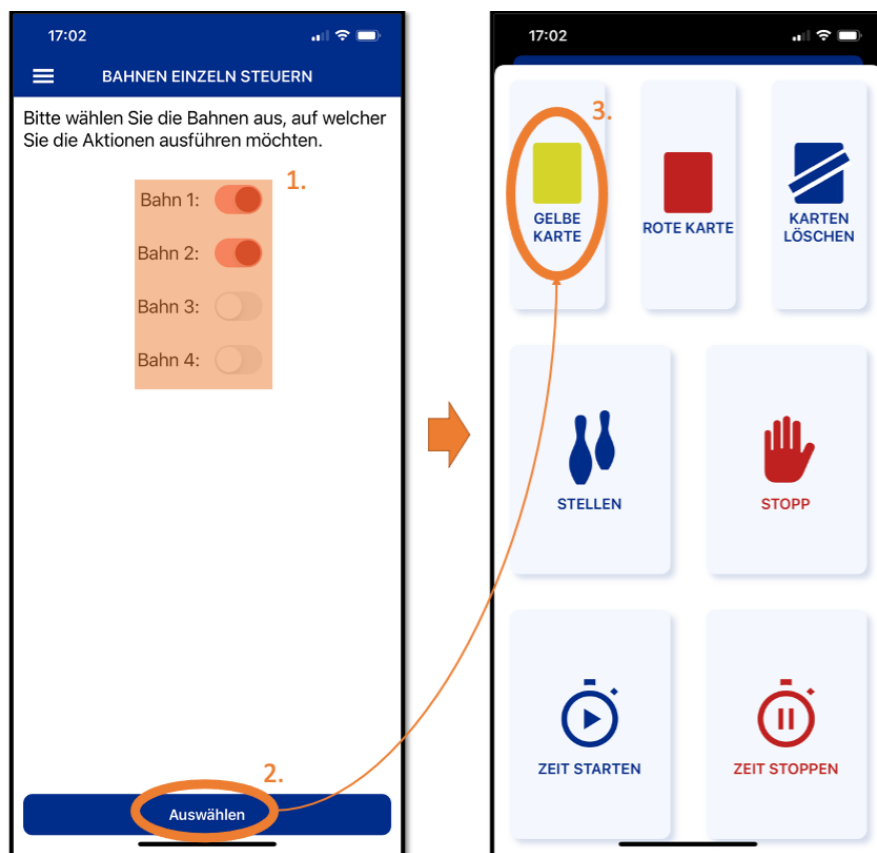 17:02
BAHNEN EINZELN STEUERN
Bitte wählen Sie die Bahnen aus, auf welcher
Sie die Aktionen ausführen möchten.
1.
Bahn 1:
Bahn 2:
Bahn 3:
Bahn 4:
2.
Auswählen
17:02
3.
GELBE
KARTE
ROTE KARTE
KARTEN
LÖSCHEN
STELLEN
STOPP
ZEIT STARTEN
ZEIT STOPPEN